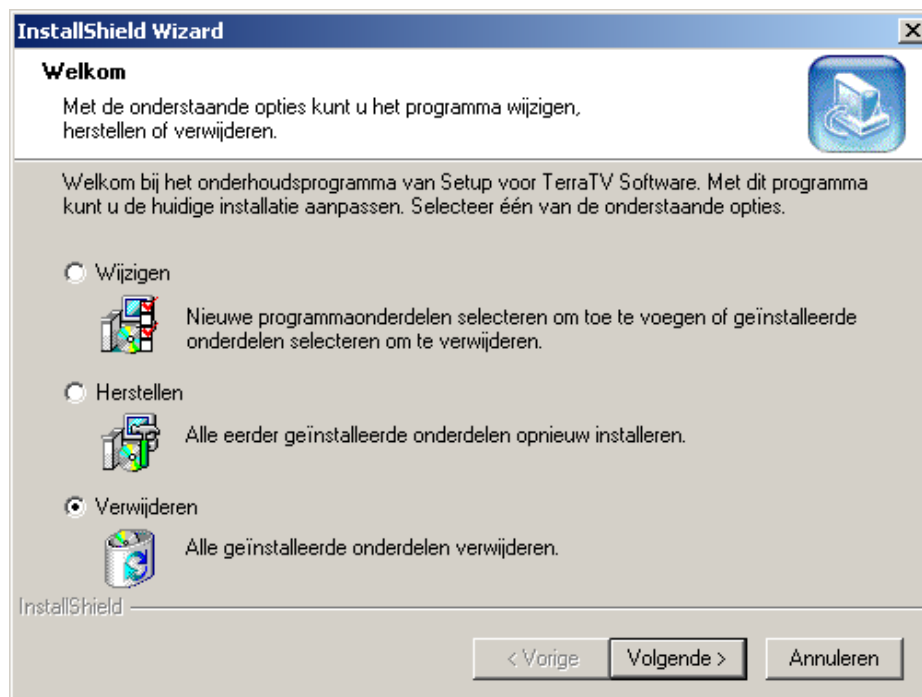 InstallShield Wizard
Welkom
Met de onderstaande opties kunt u het programma wijzigen,
herstellen of verwijderen.
Welkom bij het onderhoudsprogramma van Setup voor TerraTV Software. Met dit programma
kunt u de huidige installatie aanpassen. Selecteer één van de onderstaande opties.
Wijzigen
Nieuwe programmaonderdelen selecteren om toe te voegen of geïnstalleerde
onderdelen selecteren om te verwijderen.
Herstellen
Alle eerder geïnstalleerde onderdelen opnieuw installeren.
Verwijderen
Alle geïnstalleerde onderdelen verwijderen.
InstallShield
< Vorige
Volgende >
Annuleren